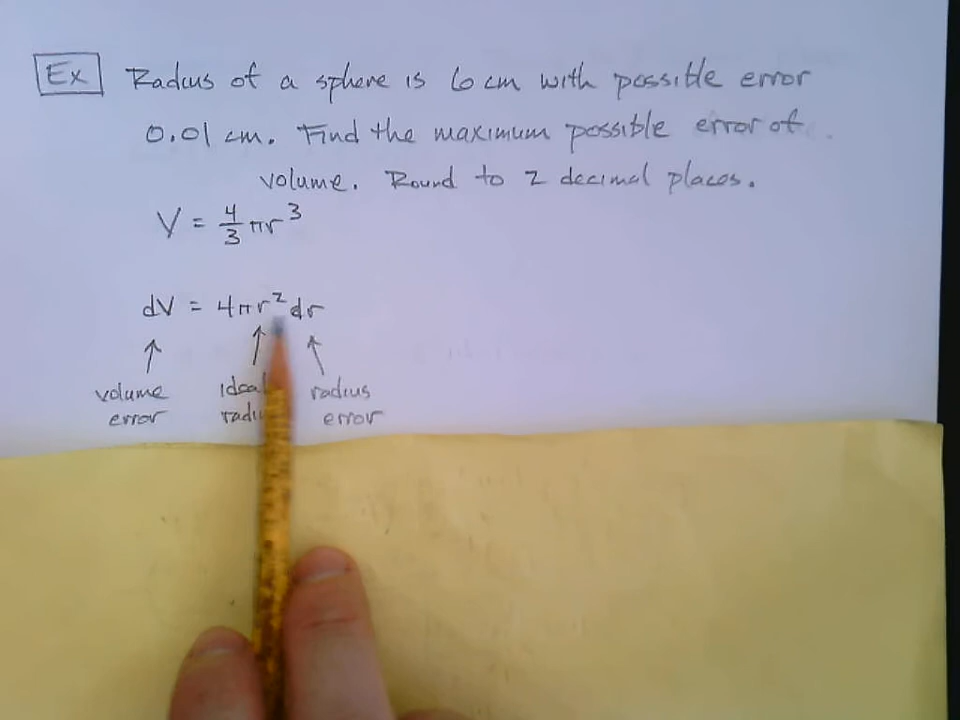 Ex Radius of a sphere is 6 cm with possible error
0.01 cm. Find the maximum possible error of
volume. Round to 2 decimal places.
V = 4/3 πr³
dV = 4πr² dr
volume error
ideal
radius error